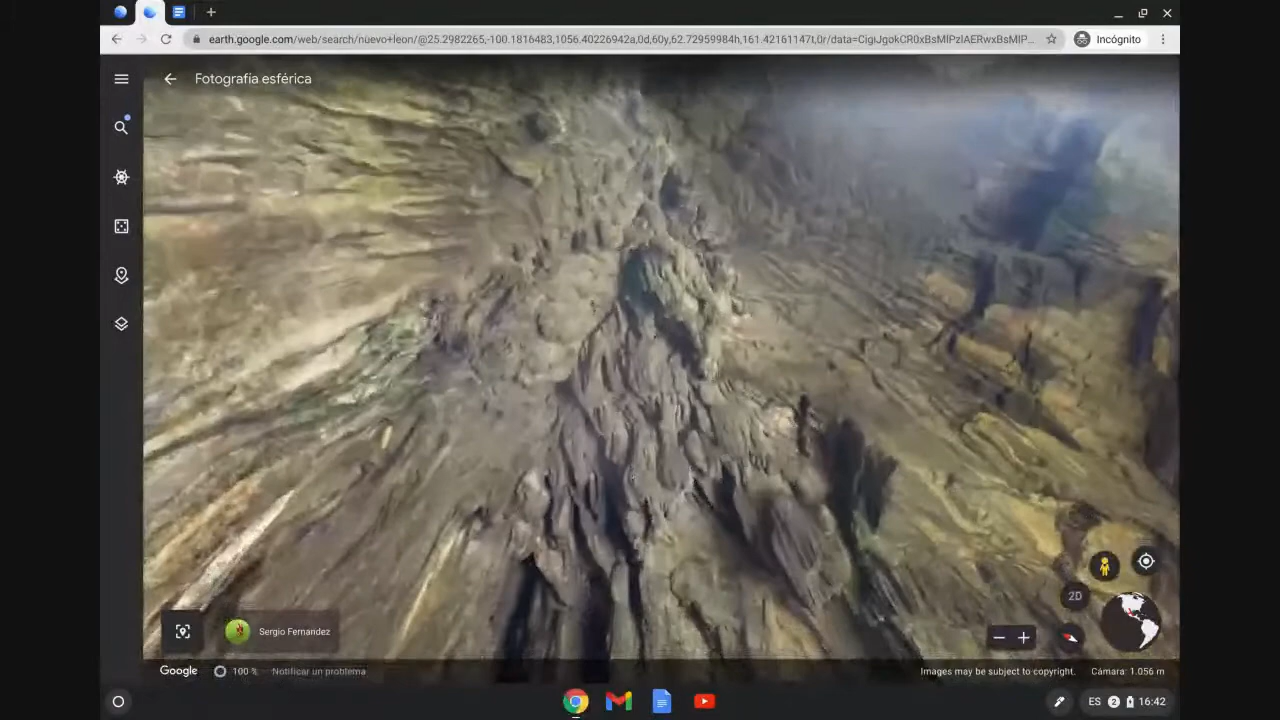 earth.google.com/web/search/nuevo+leon/@25.2982265,-100.1816483,1056.40226942a,0d,60y,62.72959984h,161.42161147t,0r/data=
Incógnito
Fotografía esférica
Sergio Fernandez
2D
Google
100 %
Notificar un problema
Images may be subject to copyright.
Cámara: 1.056 m
ES
2
16:42